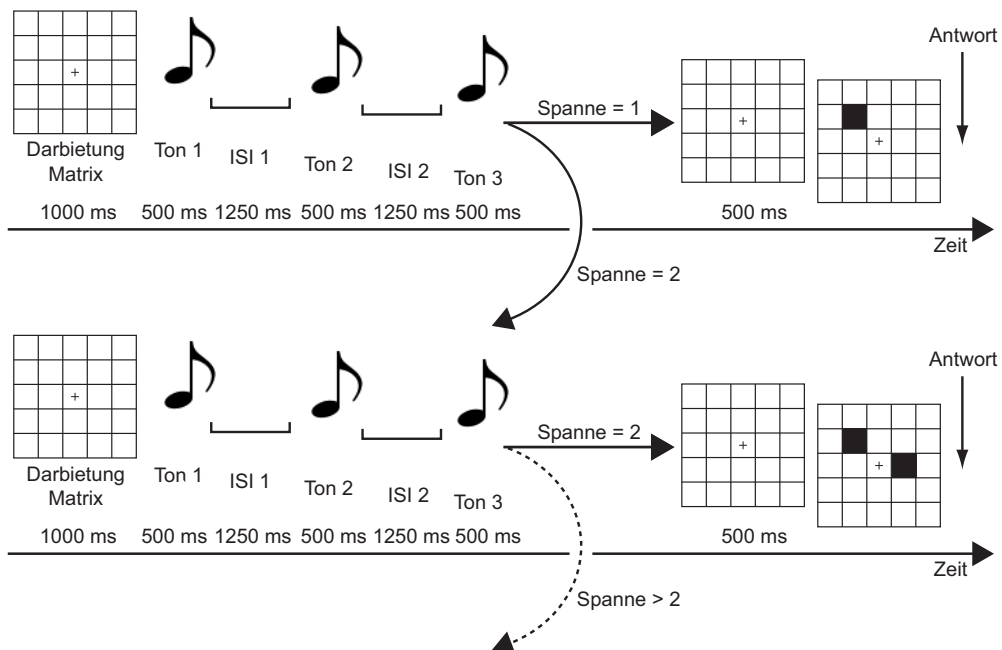 Antwort
Spanne = 1
Darbietung
Matrix
Ton 1
ISI 1
Ton 2
ISI 2
Ton 3
1000 ms 500 ms 1250 ms 500 ms 1250 ms 500 ms 500 ms
Zeit
Spanne = 2
Antwort
Spanne = 2
Darbietung
Matrix
Ton 1
ISI 1
Ton 2
ISI 2
Ton 3
1000 ms 500 ms 1250 ms 500 ms 1250 ms 500 ms 500 ms
Zeit
Spanne > 2